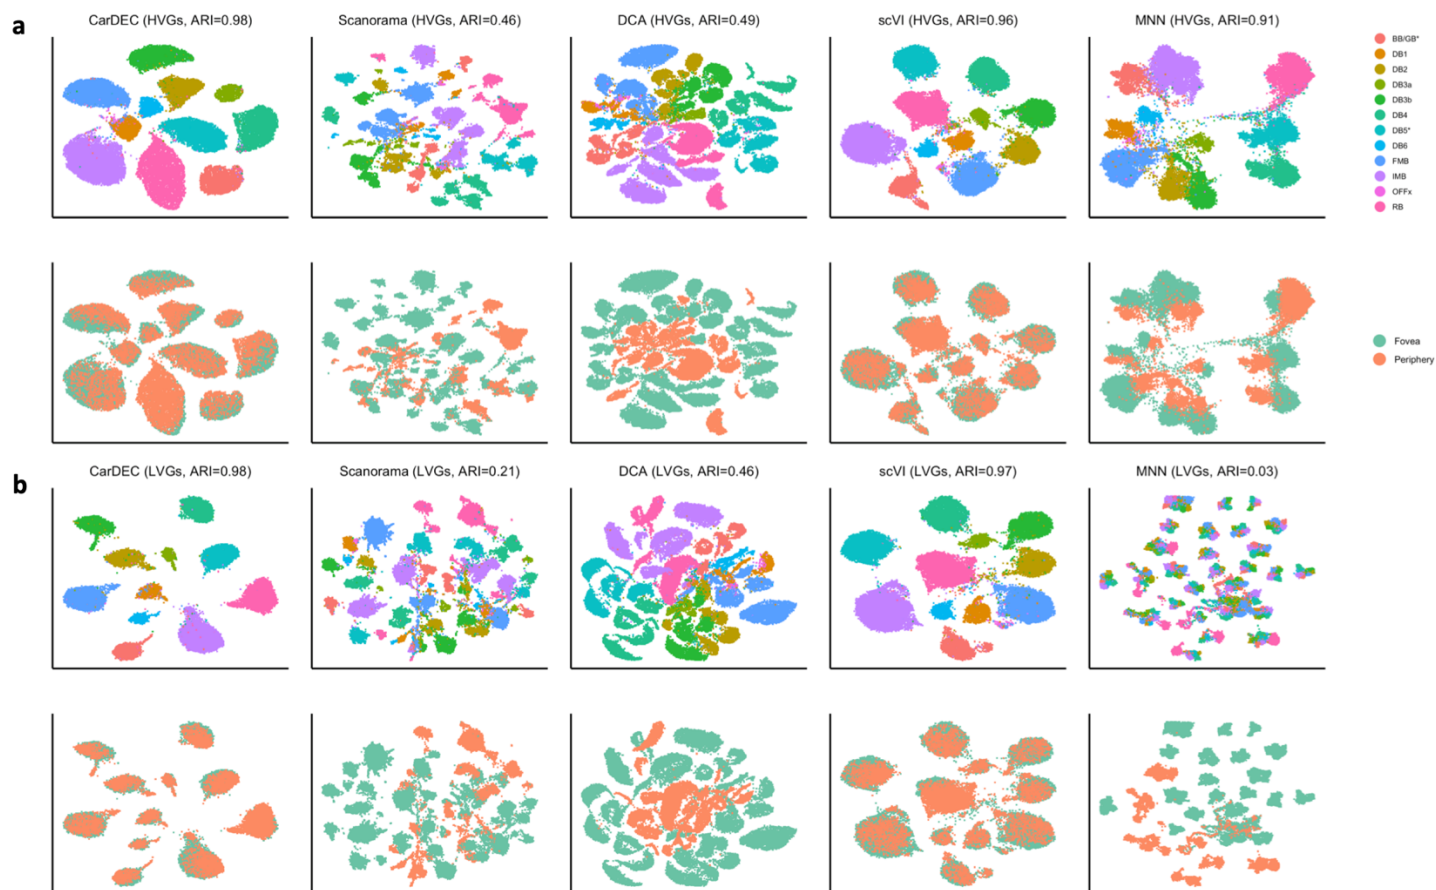 a
CarDEC (HVGs, ARI=0.98)
Scanorama (HVGs, ARI=0.46)
DCA (HVGs, ARI=0.49)
scVI (HVGs, ARI=0.96)
MNN (HVGs, ARI=0.91)
BB/GB*
DB1
DB2
DB3a
DB3b
DB4
DB5*
DB6
FMB
IMB
OFFx
RB
Fovea
Periphery
b
CarDEC (LVGs, ARI=0.98)
Scanorama (LVGs, ARI=0.21)
DCA (LVGs, ARI=0.46)
scVI (LVGs, ARI=0.97)
MNN (LVGs, ARI=0.03)